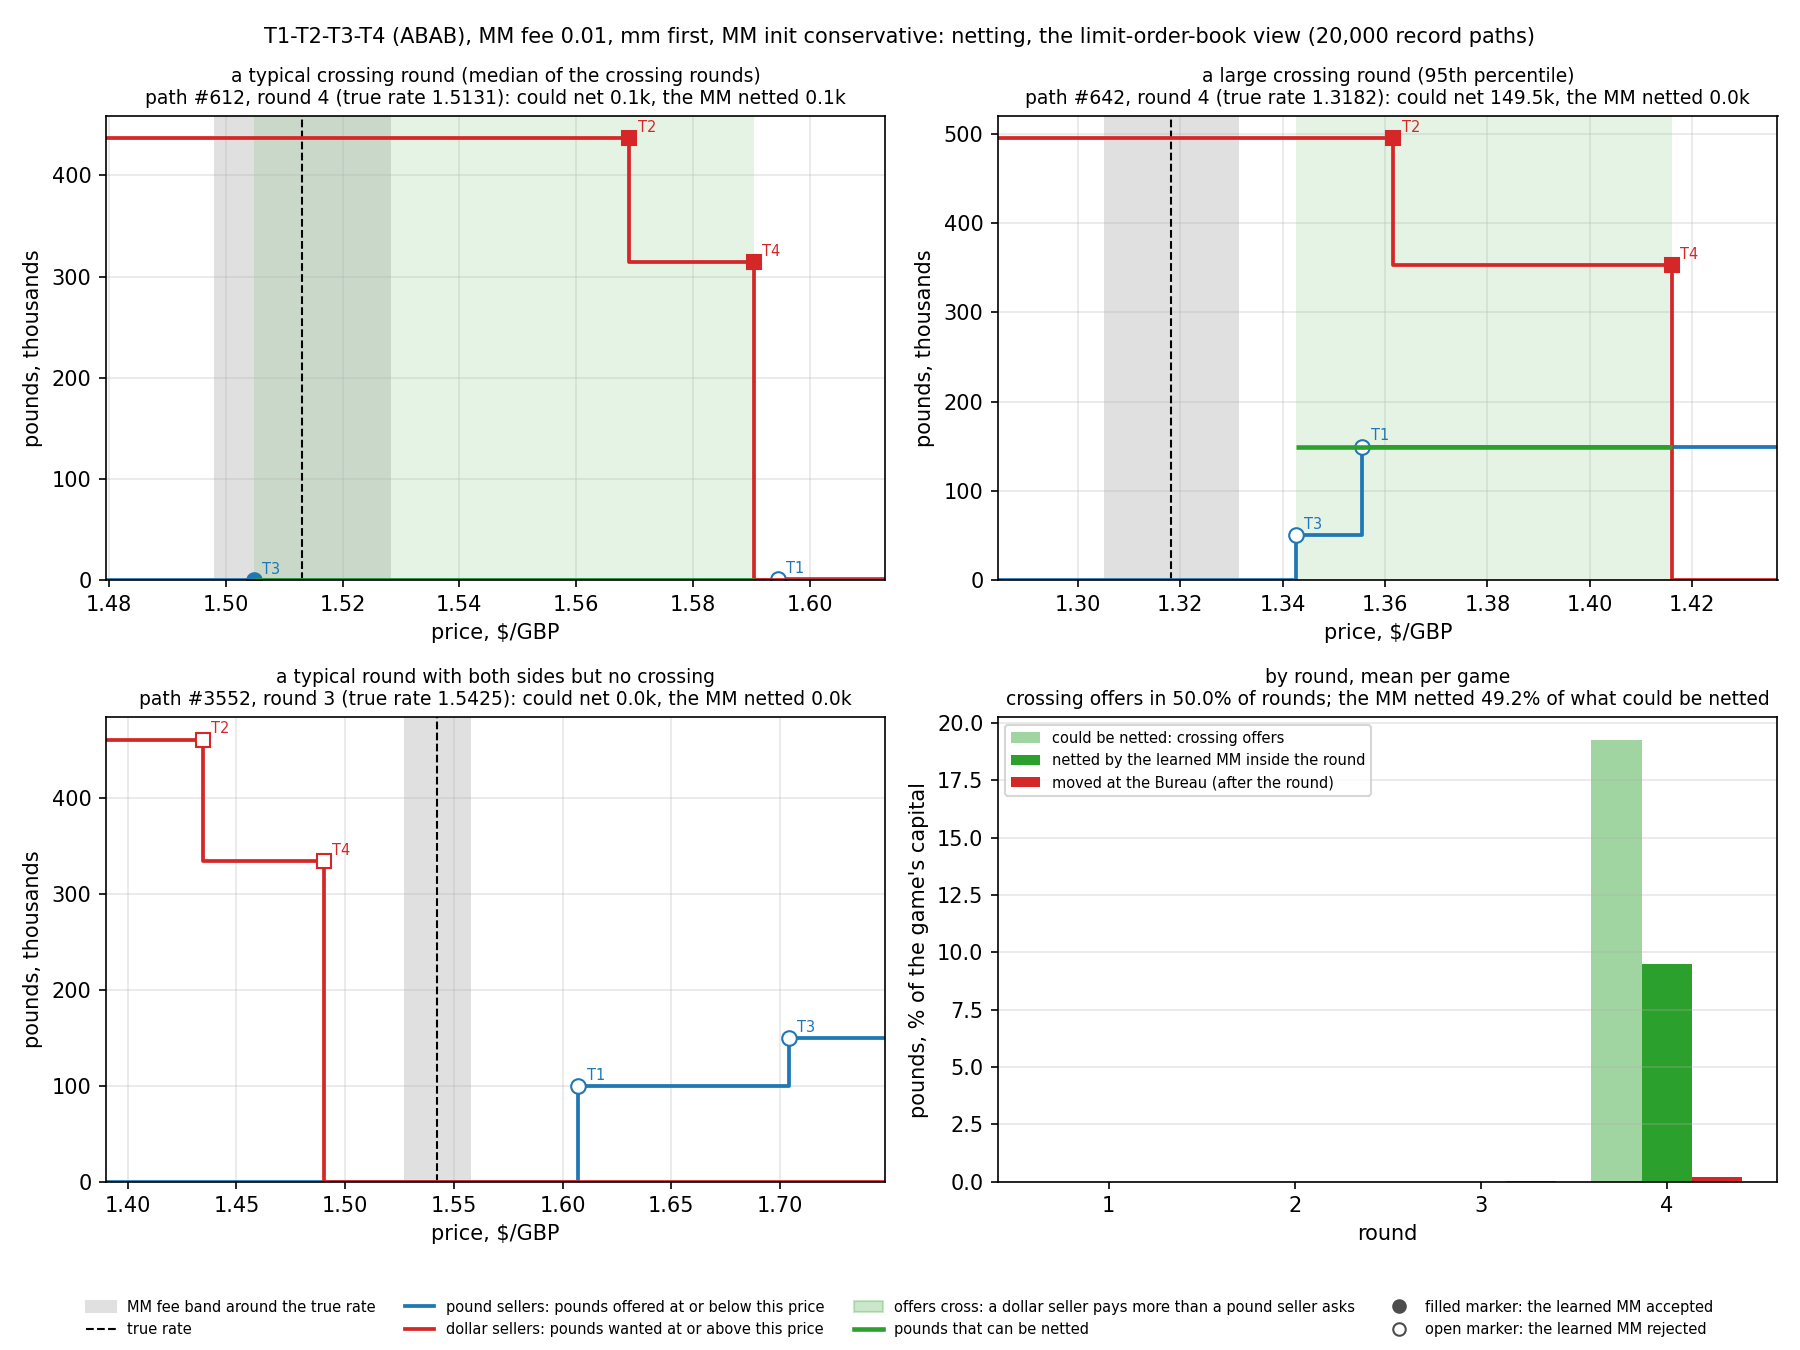 T1-T2-T3-T4 (ABAB), MM fee 0.01, mm first, MM init conservative: netting, the limit-order-book view (20,000 record paths)
a typical crossing round (median of the crossing rounds)
path #612, round 4 (true rate 1.5131): could net 0.1k, the MM netted 0.1k
pounds, thousands
400
300
200
100
0
T2
T4
T3
T1
1.48 1.50 1.52 1.54 1.56 1.58 1.60
price, $/GBP
a large crossing round (95th percentile)
path #642, round 4 (true rate 1.3182): could net 149.5k, the MM netted 0.0k
pounds, thousands
500
400
300
200
100
0
T2
T4
T1
T3
1.30 1.32 1.34 1.36 1.38 1.40 1.42
price, $/GBP
a typical round with both sides but no crossing
path #3552, round 3 (true rate 1.5425): could net 0.0k, the MM netted 0.0k
pounds, thousands
400
300
200
100
0
T2
T4
T3
T1
1.40 1.45 1.50 1.55 1.60 1.65 1.70
price, $/GBP
by round, mean per game
crossing offers in 50.0% of rounds; the MM netted 49.2% of what could be netted
pounds, % of the game's capital
20.0
17.5
15.0
12.5
10.0
7.5
5.0
2.5
0.0
could be netted: crossing offers
netted by the learned MM inside the round
moved at the Bureau (after the round)
1 2 3 4
round
MM fee band around the true rate
true rate
pound sellers: pounds offered at or below this price
dollar sellers: pounds wanted at or above this price
offers cross: a dollar seller pays more than a pound seller asks
pounds that can be netted
filled marker: the learned MM accepted
open marker: the learned MM rejected